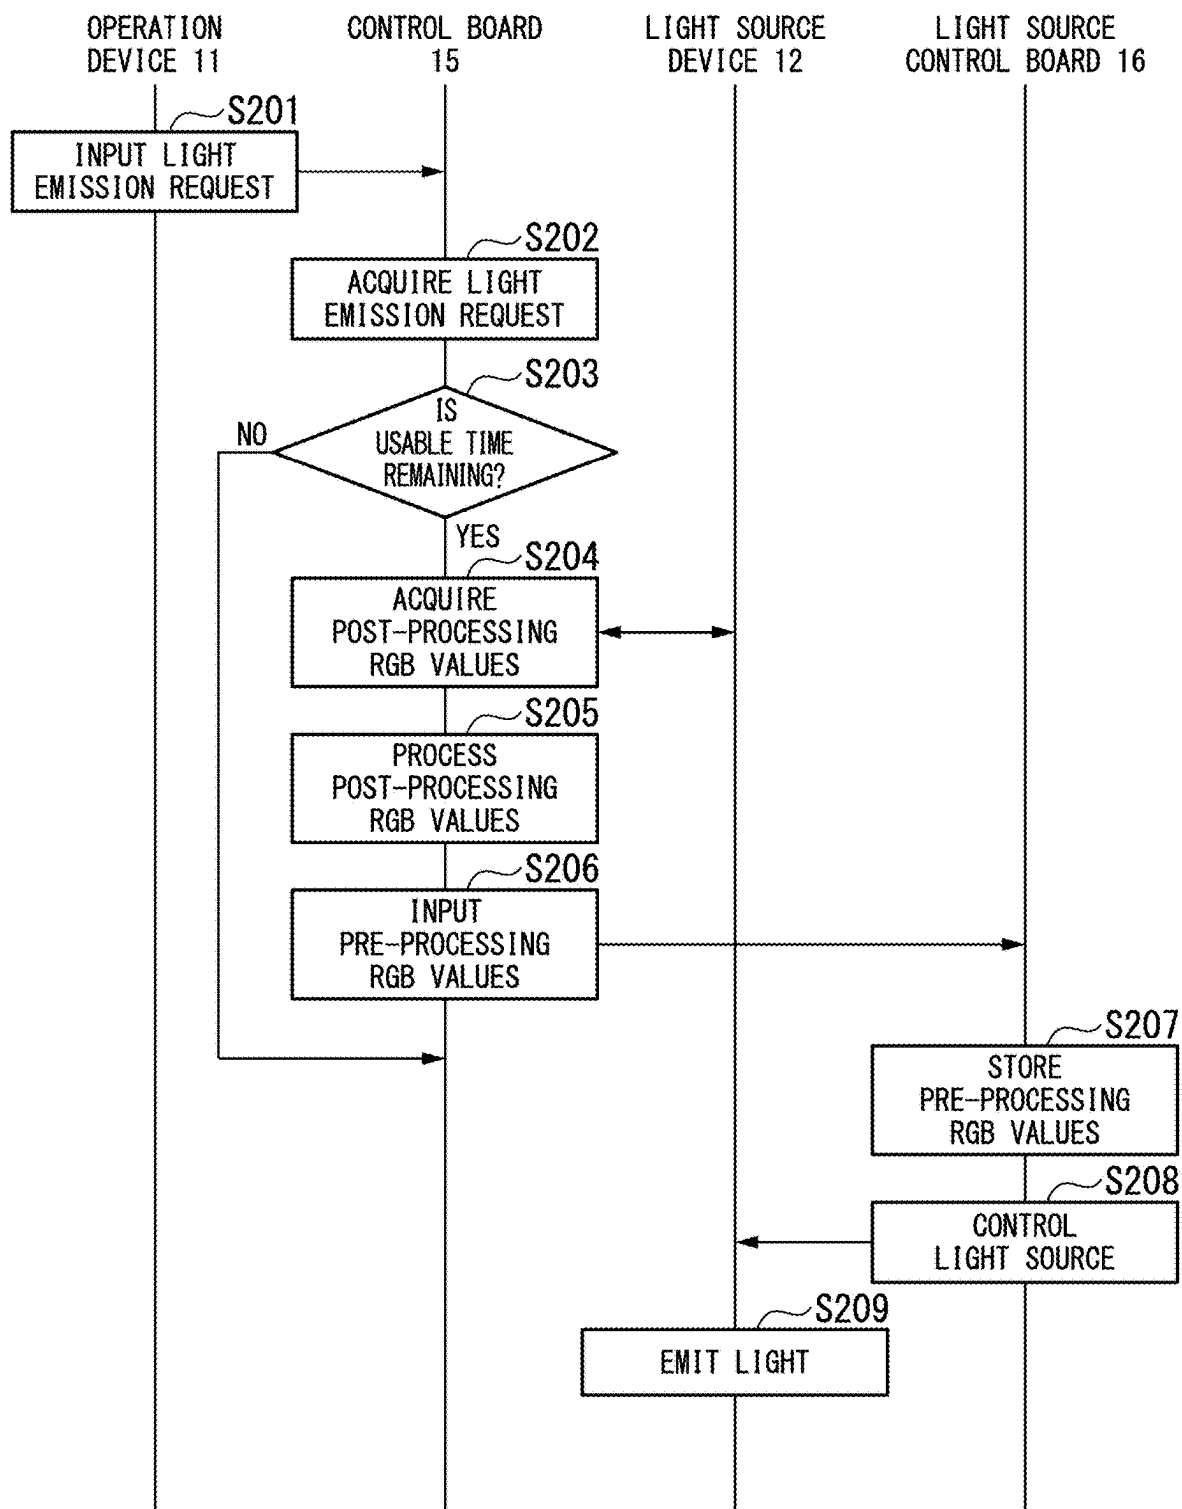 OPERATION
DEVICE 11
CONTROL BOARD
15
LIGHT SOURCE
DEVICE 12
LIGHT SOURCE
CONTROL BOARD 16
S201
INPUT LIGHT
EMISSION REQUEST
S202
ACQUIRE LIGHT
EMISSION REQUEST
S203
IS
USABLE TIME
REMAINING?
NO
YES
S204
ACQUIRE
POST-PROCESSING
RGB VALUES
S205
PROCESS
POST-PROCESSING
RGB VALUES
S206
INPUT
PRE-PROCESSING
RGB VALUES
S207
STORE
PRE-PROCESSING
RGB VALUES
S208
CONTROL
LIGHT SOURCE
S209
EMIT LIGHT